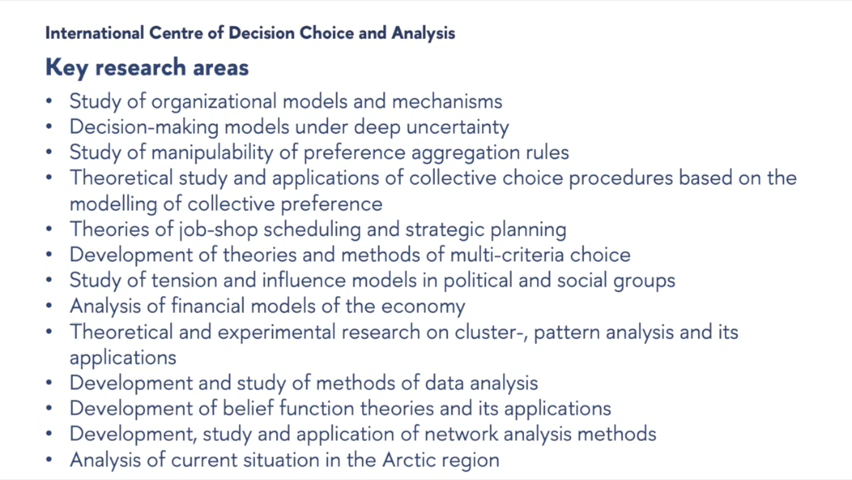 International Centre of Decision Choice and Analysis
Key research areas
• Study of organizational models and mechanisms
• Decision-making models under deep uncertainty
• Study of manipulability of preference aggregation rules
• Theoretical study and applications of collective choice procedures based on the
modelling of collective preference
• Theories of job-shop scheduling and strategic planning
• Development of theories and methods of multi-criteria choice
• Study of tension and influence models in political and social groups
• Analysis of financial models of the economy
• Theoretical and experimental research on cluster-, pattern analysis and its
applications
• Development and study of methods of data analysis
• Development of belief function theories and its applications
• Development, study and application of network analysis methods
• Analysis of current situation in the Arctic region